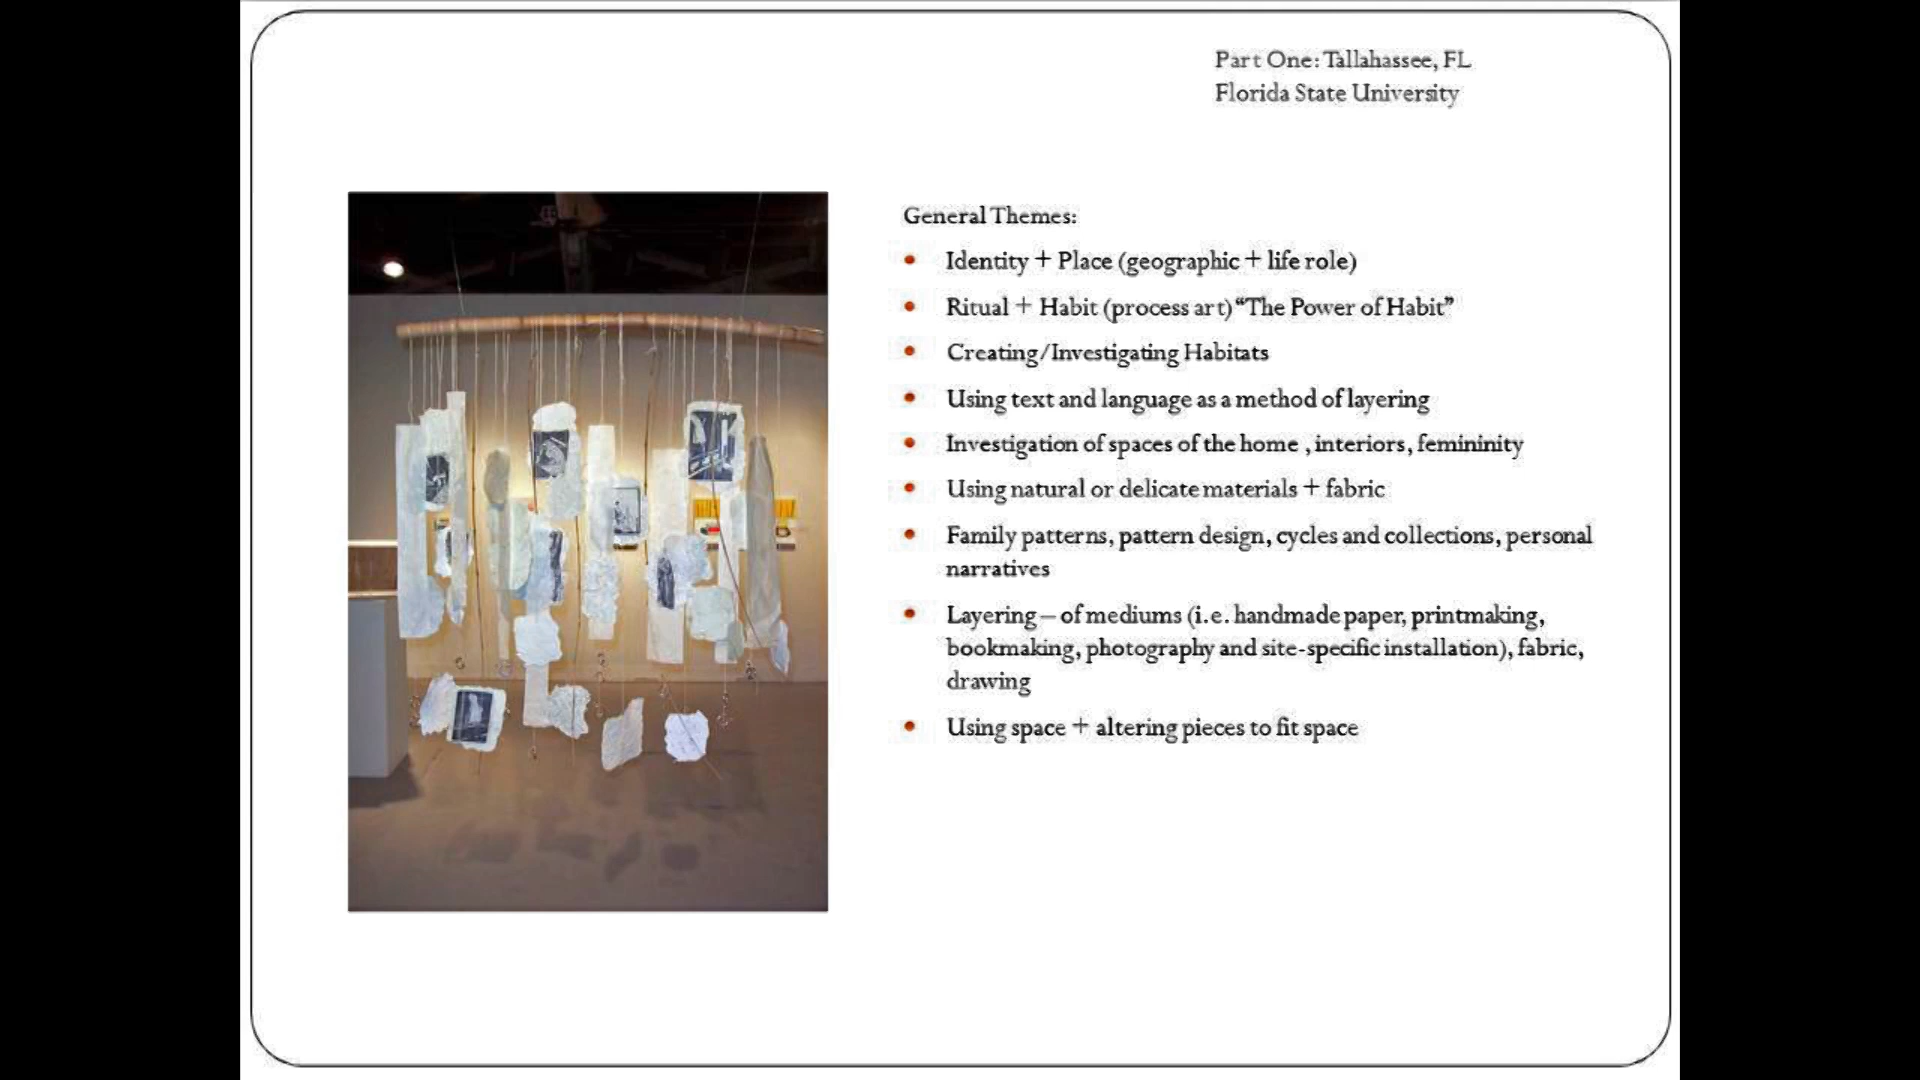 Part One: Tallahassee, FL
Florida State University
General Themes:
• Identity + Place (geographic + life role)
• Ritual + Habit (process art) “The Power of Habit”
• Creating/Investigating Habitats
• Using text and language as a method of layering
• Investigation of spaces of the home , interiors, femininity
• Using natural or delicate materials + fabric
• Family patterns, pattern design, cycles and collections, personal
narratives
• Layering – of mediums (i.e. handmade paper, printmaking,
bookmaking, photography and site-specific installation), fabric,
drawing
• Using space + altering pieces to fit space